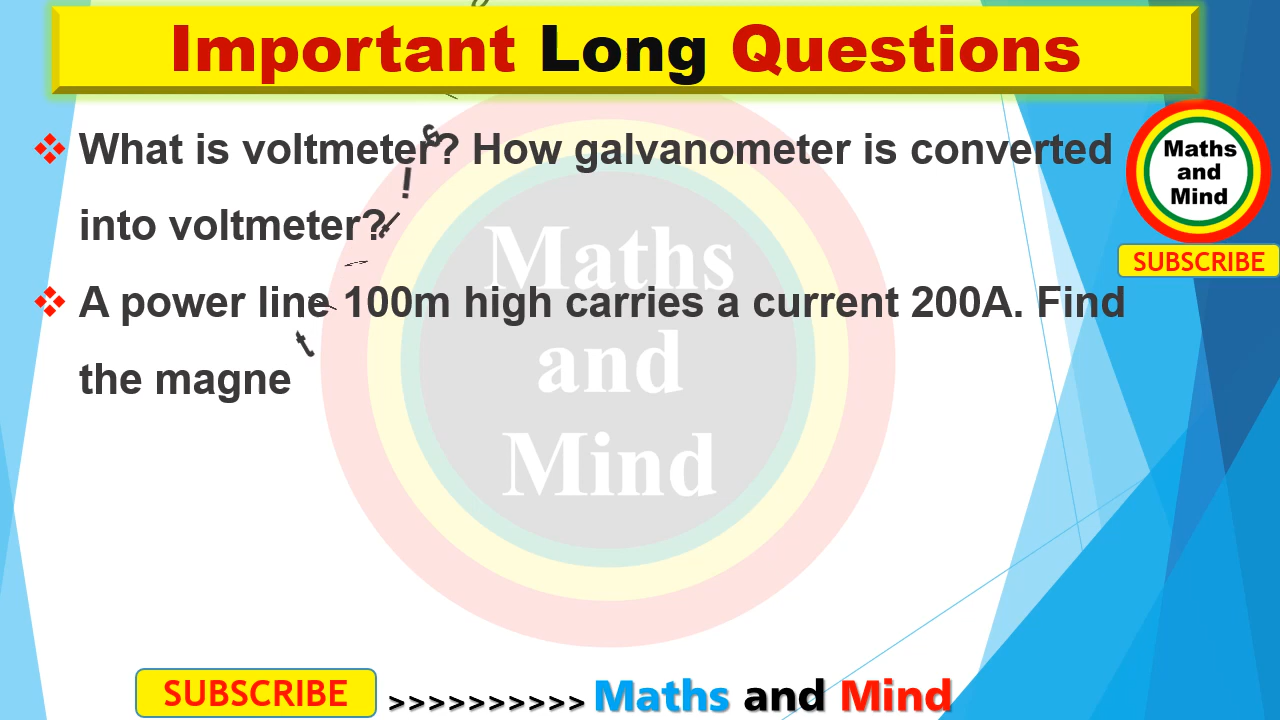 Important Long Questions
What is voltmeter? How galvanometer is converted
into voltmeter?
A power line 100m high carries a current 200A. Find
the magne
Maths
and
Mind
SUBSCRIBE
Maths
and
Mind
SUBSCRIBE >>>>>>>>>> Maths and Mind